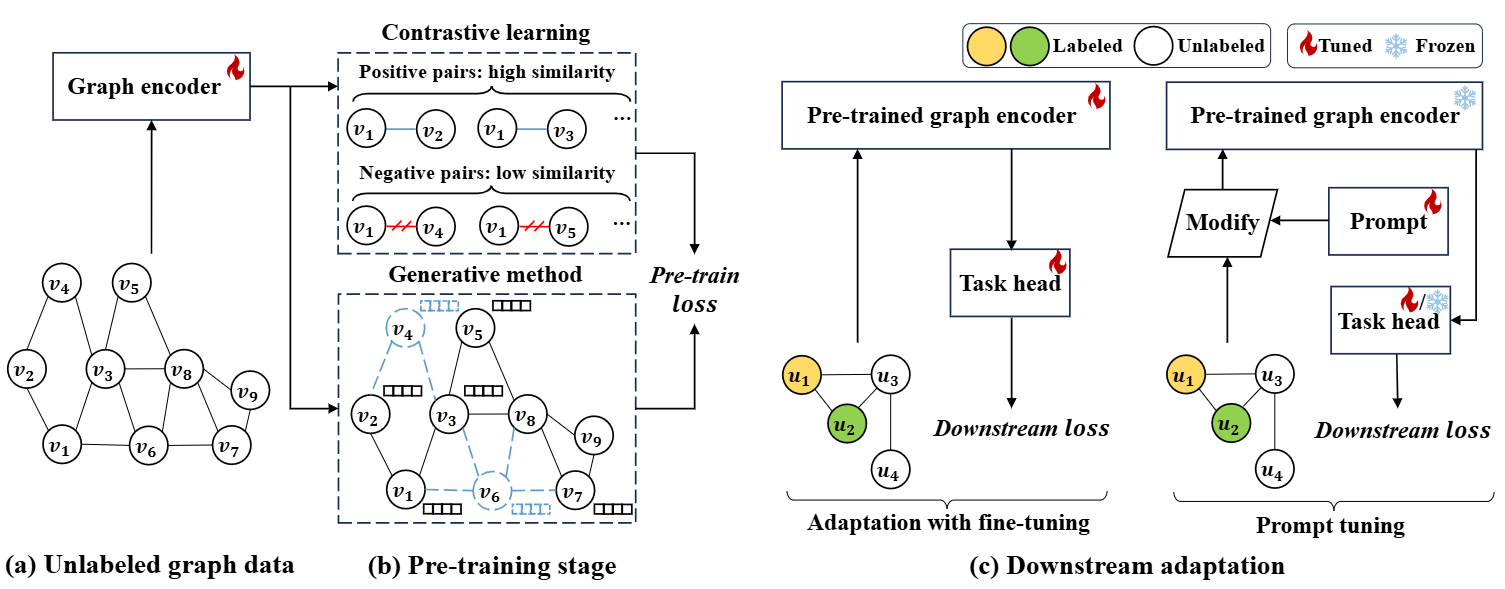 Graph encoder
v4
v5
v2
v3
v8
v9
v1
v6
v7
(a) Unlabeled graph data
Contrastive learning
Positive pairs: high similarity
v1
v2
v1
v3
...
Negative pairs: low similarity
v1
v4
v1
v5
...
Generative method
v4
v5
v2
v3
v8
v9
v1
v6
v7
Pre-train
loss
(b) Pre-training stage
Labeled
Unlabeled
Tuned
Frozen
Pre-trained graph encoder
Task head
u1
u3
u2
u4
Downstream loss
Adaptation with fine-tuning
Pre-trained graph encoder
Modify
Prompt
/
Task head
u1
u3
u2
u4
Downstream loss
Prompt tuning
(c) Downstream adaptation